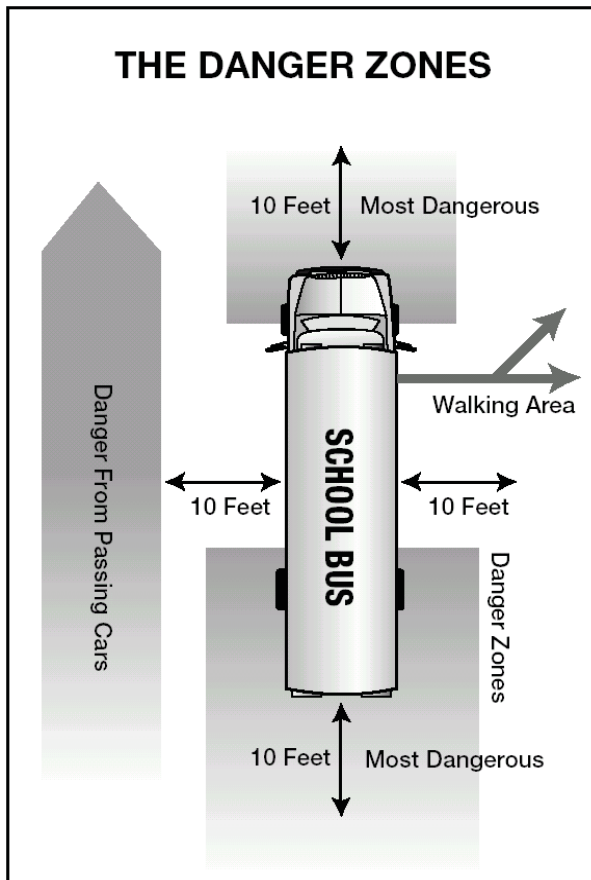 THE DANGER ZONES
10 Feet
Most Dangerous
Walking Area
Danger From Passing Cars
SCHOOL BUS
10 Feet
10 Feet
Danger Zones
10 Feet
Most Dangerous